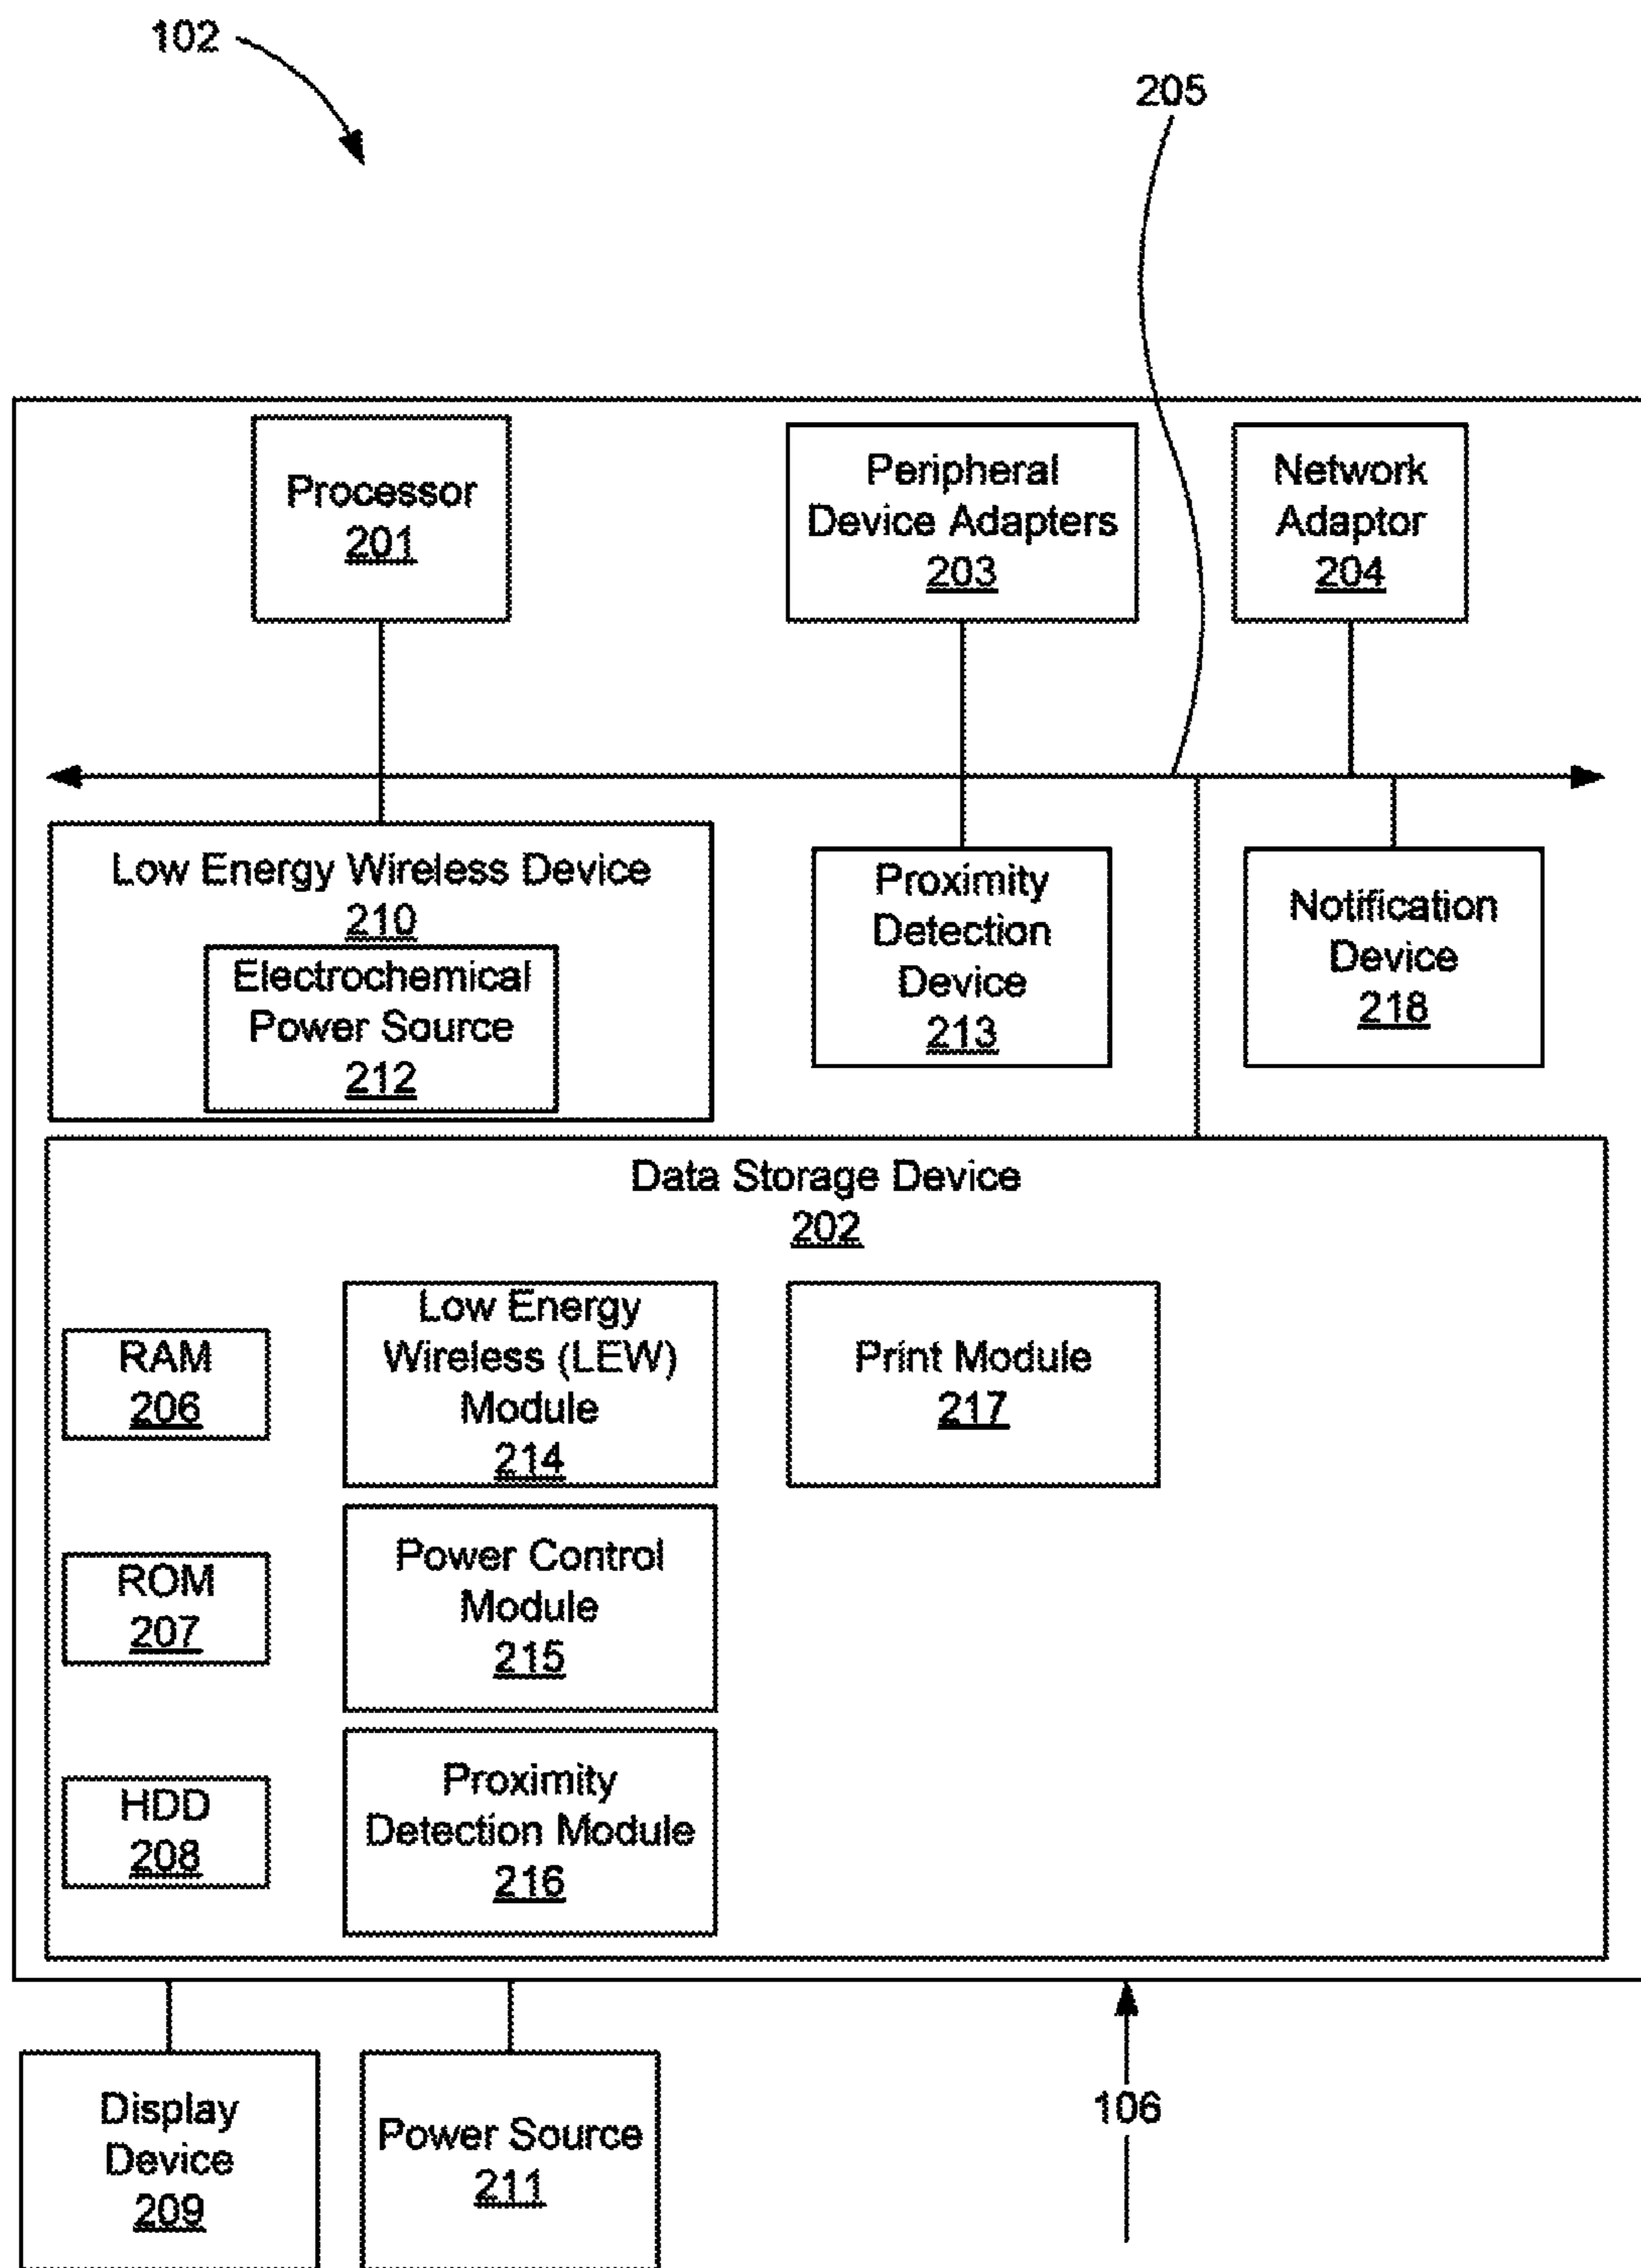 102
205
Processor
201
Peripheral
Device Adapters
203
Network
Adaptor
204
Low Energy Wireless Device
210
Electrochemical
Power Source
212
Proximity
Detection
Device
213
Notification
Device
218
Data Storage Device
202
RAM
206
Low Energy
Wireless (LEW)
Module
214
Print Module
217
ROM
207
Power Control
Module
215
HDD
208
Proximity
Detection Module
216
Display
Device
209
Power Source
211
106